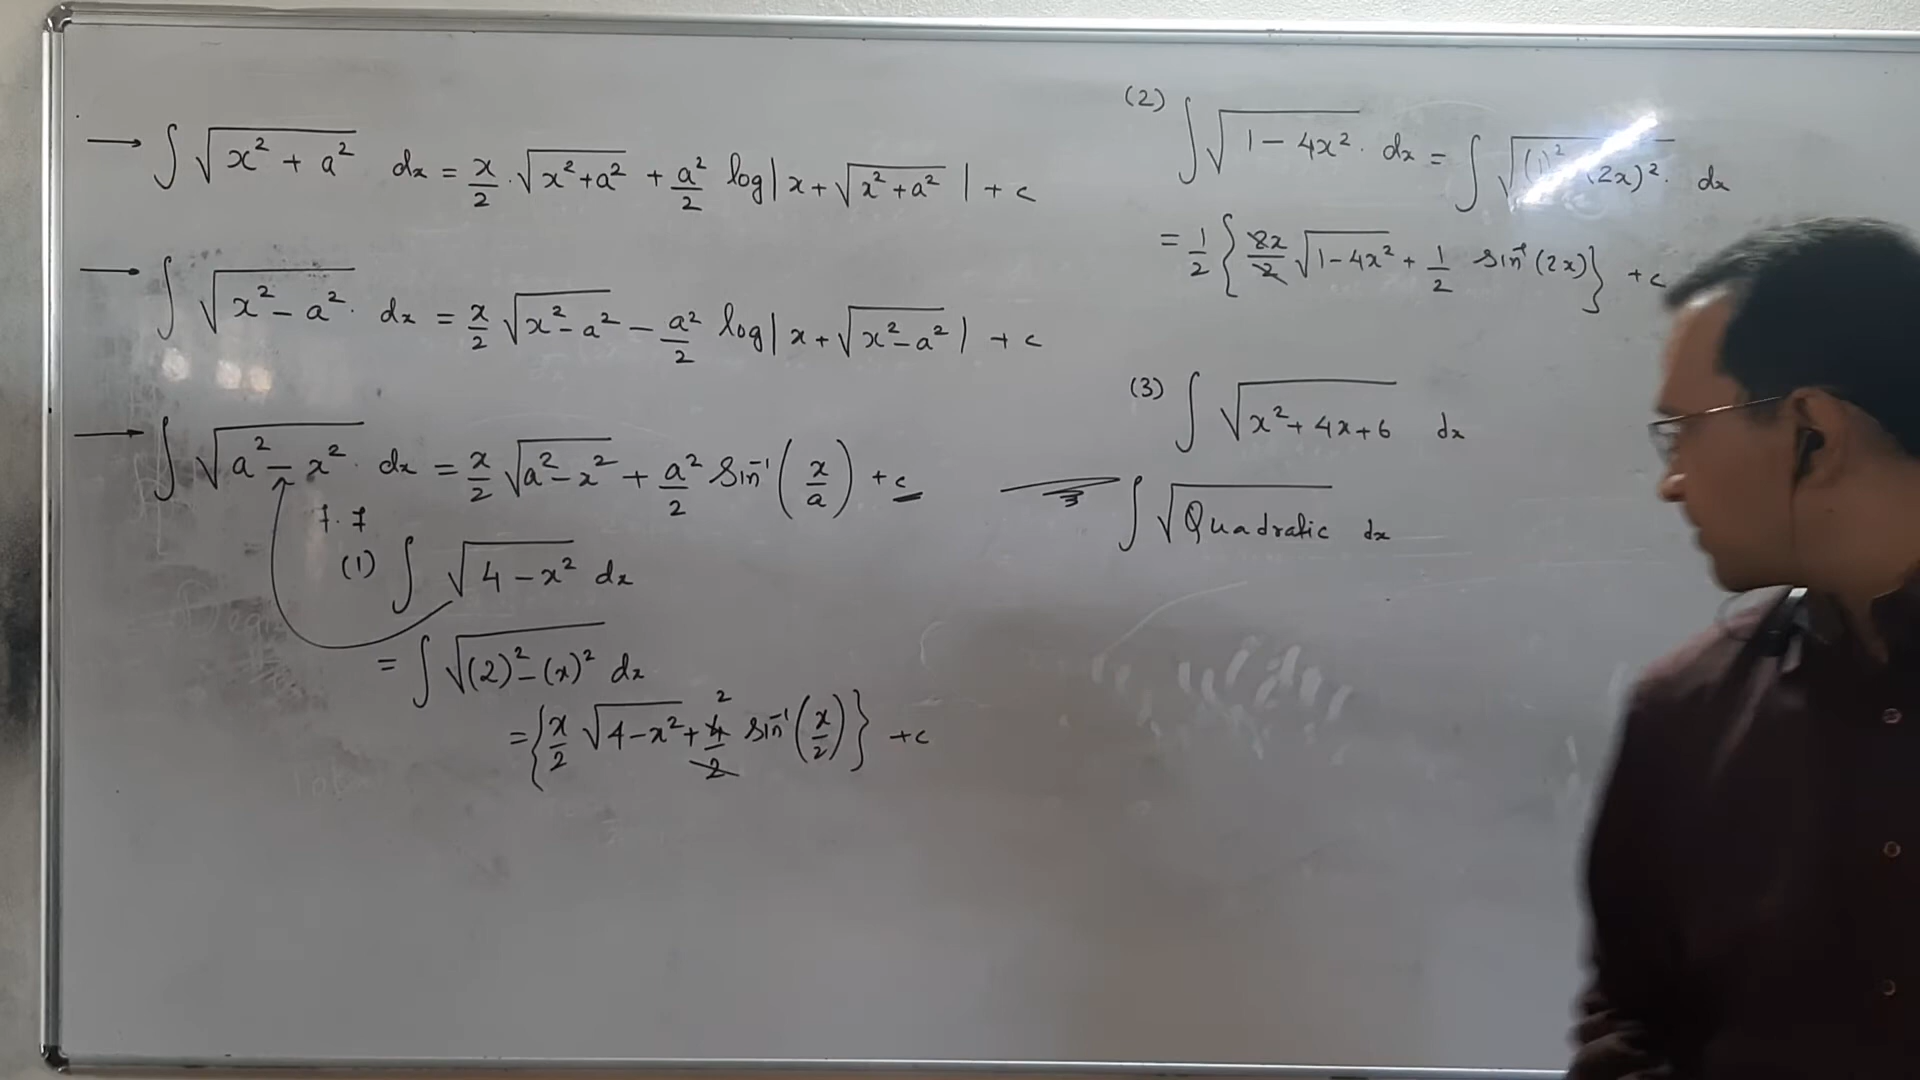 → ∫ √(x² + a²) dx = x/2 · √(x²+a²) + a²/2 log| x + √(x²+a²) | + c
→ ∫ √(x² − a²) dx = x/2 √(x²−a²) − a²/2 log| x + √(x²−a²) | + c
→ ∫ √(a² − x²) dx = x/2 √(a²−x²) + a²/2 sin⁻¹(x/a) + c
7.7
(1) ∫ √(4 − x²) dx
= ∫ √((2)² − (x)²) dx
= {x/2 √(4−x²) + 4/2 2 sin⁻¹(x/2)} + c
(2) ∫ √(1 − 4x²) dx = ∫ √((1)² (2x)²) dx
= 1/2 {2x/2 √(1−4x²) + 1/2 sin⁻¹(2x)} + c
(3) ∫ √(x² + 4x + 6) dx
∫ √(Quadratic) dx